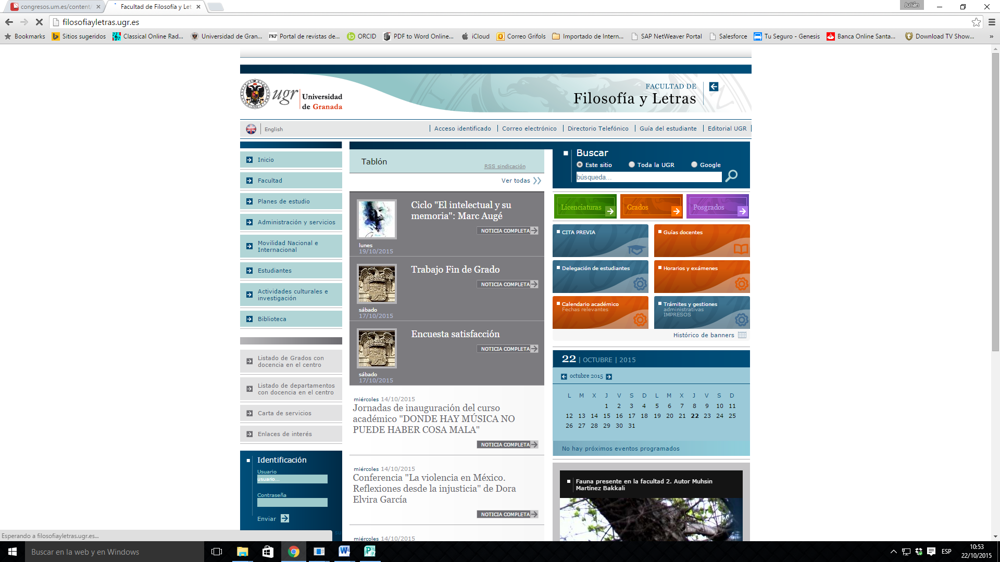 congresos.um.es/content/
Facultad de Filosofía y Let
Julián
filosofiayletras.ugr.es
Bookmarks
Sitios sugeridos
Classical Online Rad...
Universidad de Gran...
PKP Portal de revistas de...
ORCID
PDF to Word Online...
iCloud
Correo Grifols
Importado de Intern...
SAP NetWeaver Portal
Salesforce
Tu Seguro - Genesis
Banca Online Santa...
Download TV Show...
»
ugr
Universidad
de Granada
FACULTAD DE
Filosofía y Letras
English
Acceso identificado
Correo electrónico
Directorio Telefónico
Guía del estudiante
Editorial UGR
Inicio
Facultad
Planes de estudio
Administración y servicios
Movilidad Nacional e
Internacional
Estudiantes
Actividades culturales e
investigación
Biblioteca
Listado de Grados con
docencia en el centro
Listado de departamentos
con docencia en el centro
Carta de servicios
Enlaces de interés
Identificación
Usuario
usuario...
Contraseña
Enviar
su
Tablón
RSS sindicación
Ver todas
Ciclo "El intelectual y su
memoria": Marc Augé
NOTICIA COMPLETA
lunes
19/10/2015
Trabajo Fin de Grado
NOTICIA COMPLETA
sábado
17/10/2015
Encuesta satisfacción
NOTICIA COMPLETA
sábado
17/10/2015
miércoles 14/10/2015
Jornadas de inauguración del curso
académico "DONDE HAY MÚSICA NO
PUEDE HABER COSA MALA"
NOTICIA COMPLETA
miércoles 14/10/2015
Conferencia "La violencia en México.
Reflexiones desde la injusticia" de Dora
Elvira García
NOTICIA COMPLETA
miércoles 14/10/2015
Buscar
Este sitio
Toda la UGR
Google
búsqueda...
Licenciaturas
Grados
Posgrados
CITA PREVIA
Guías docentes
Delegación de estudiantes
Horarios y exámenes
Calendario académico
Fechas relevantes
Trámites y gestiones
administrativas
IMPRESOS
Histórico de banners
22 | OCTUBRE | 2015
octubre 2015
L M X J V S D L M X J V S D
1 2 3 4 5 6 7 8 9 10 11
12 13 14 15 16 17 18 19 20 21 22 23 24 25
26 27 28 29 30 31
No hay próximos eventos programados
Fauna presente en la facultad 2. Autor Muhsin
Martínez Bakkali
Esperando a filosofiayletras.ugr.es...
Buscar en la web y en Windows
ESP
10:53
22/10/2015